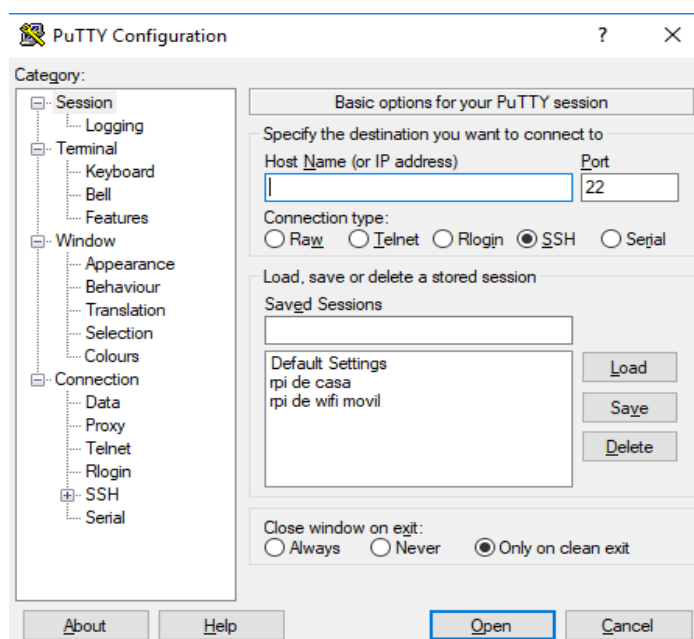 PuTTY Configuration
?
Category:
Session
Logging
Terminal
Keyboard
Bell
Features
Window
Appearance
Behaviour
Translation
Selection
Colours
Connection
Data
Proxy
Telnet
Rlogin
SSH
Serial
Basic options for your PuTTY session
Specify the destination you want to connect to
Host Name (or IP address) Port
22
Connection type:
Raw Telnet Rlogin SSH Serial
Load, save or delete a stored session
Saved Sessions
Default Settings
rpi de casa
rpi de wifi movil
Load
Save
Delete
Close window on exit:
Always Never Only on clean exit
About Help Open Cancel